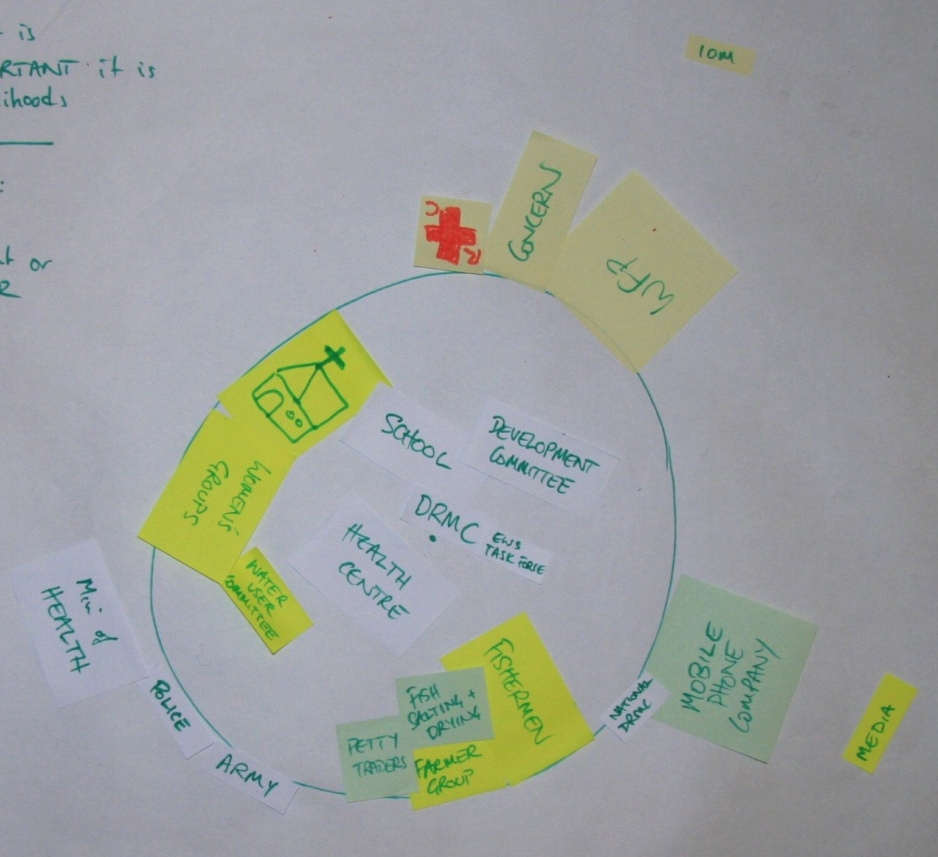 is
RTANT it is
ihoods
:
t or
R
IOM
CONCERN
WFP
C
R
SCHOOL
DEVELOPMENT
COMMITTEE
WOMENS'
GROUPS
DRMC
EWS
TASK FORSE
HEALTH
CENTRE
WATER
USER
COMMITTEE
Min of
HEALTH
POLICE
ARMY
FISHERMEN
FISH
SALTING +
DRYING
PETTY
TRADERS
FARMER
GROUP
NATIONAL
DRMC
MOBILE
PHONE
COMPANY
MEDIA